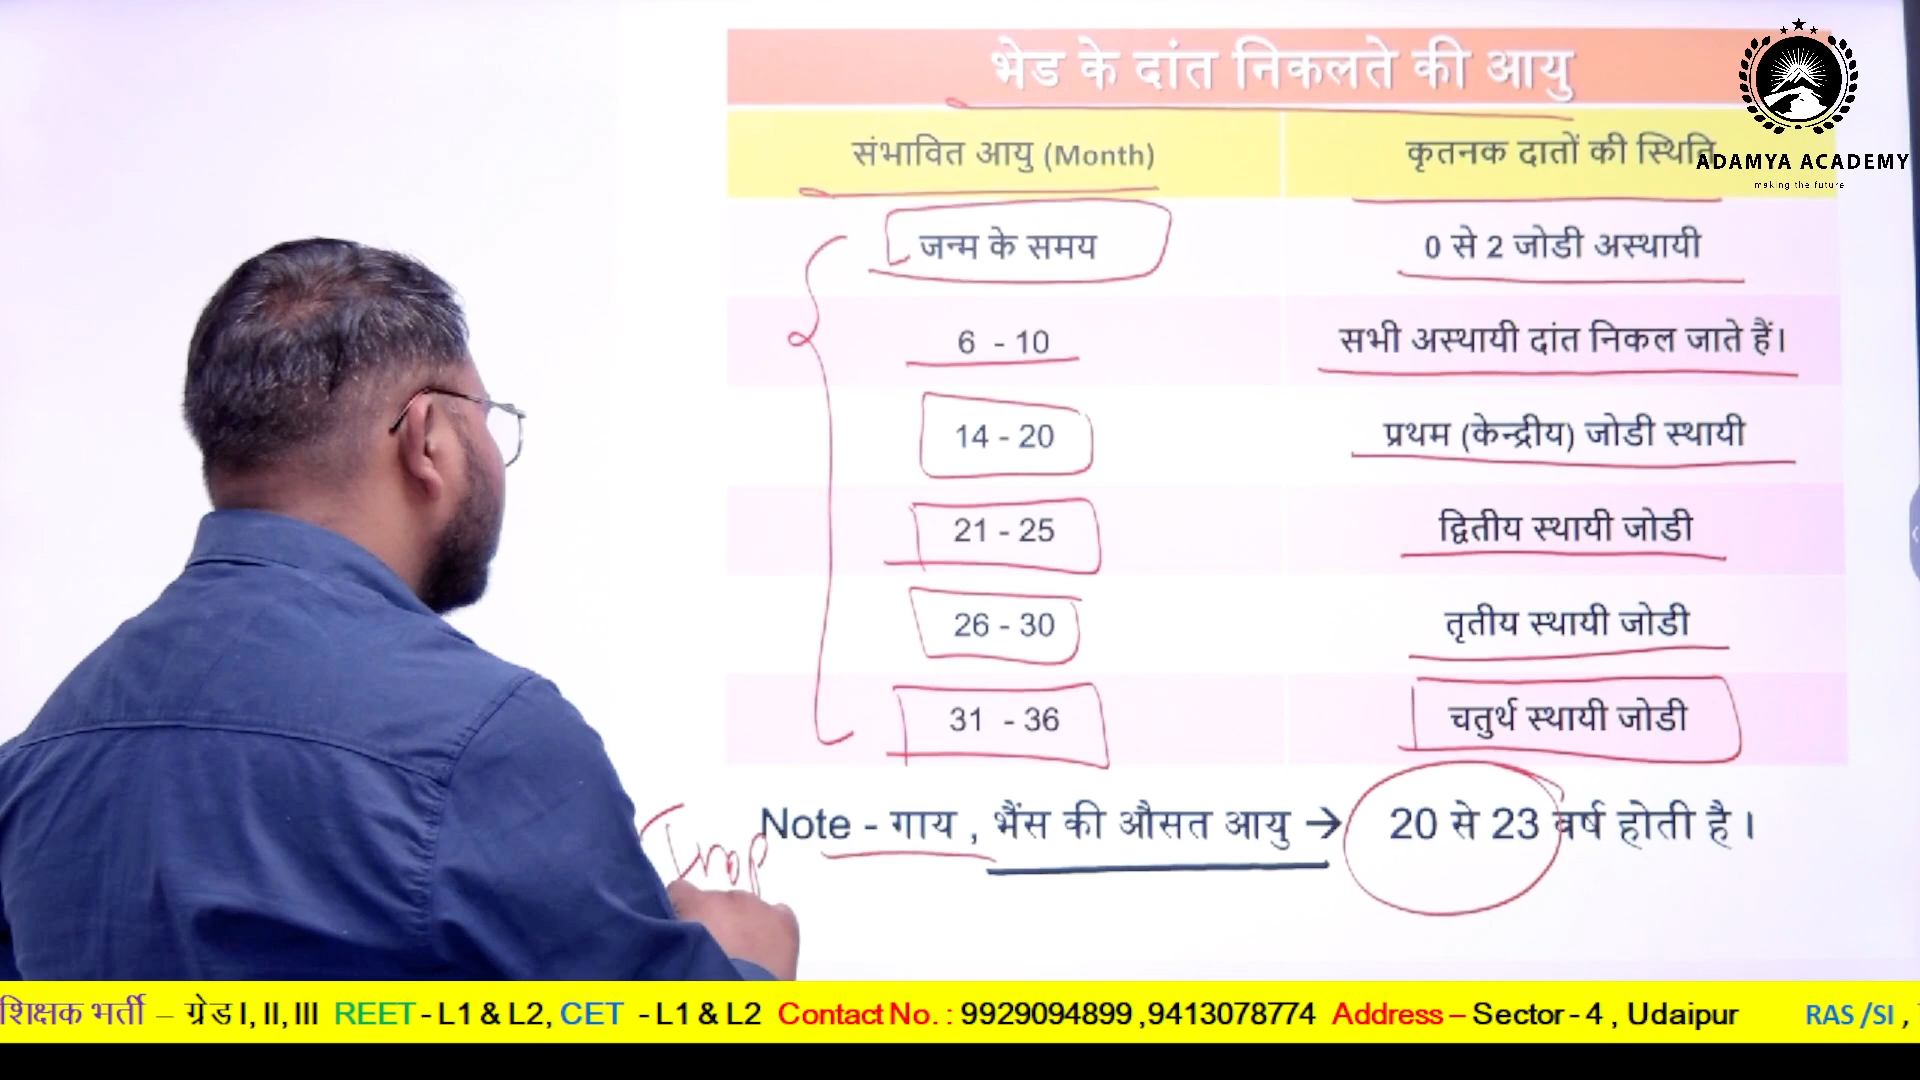 भेड के दांत निकलते की आयु
ADAMYA ACADEMY
making the future
संभावित आयु (Month) कृतनक दातों की स्थिति
जन्म के समय 0 से 2 जोडी अस्थायी
6 - 10 सभी अस्थायी दांत निकल जाते हैं।
14 - 20 प्रथम (केन्द्रीय) जोडी स्थायी
21 - 25 द्वितीय स्थायी जोडी
26 - 30 तृतीय स्थायी जोडी
31 - 36 चतुर्थ स्थायी जोडी
Note - गाय , भैंस की औसत आयु → 20 से 23 वर्ष होती है ।
Imp
शिक्षक भर्ती – ग्रेड I, II, III REET - L1 & L2, CET - L1 & L2 Contact No. : 9929094899 ,9413078774 Address – Sector - 4 , Udaipur RAS /SI ,